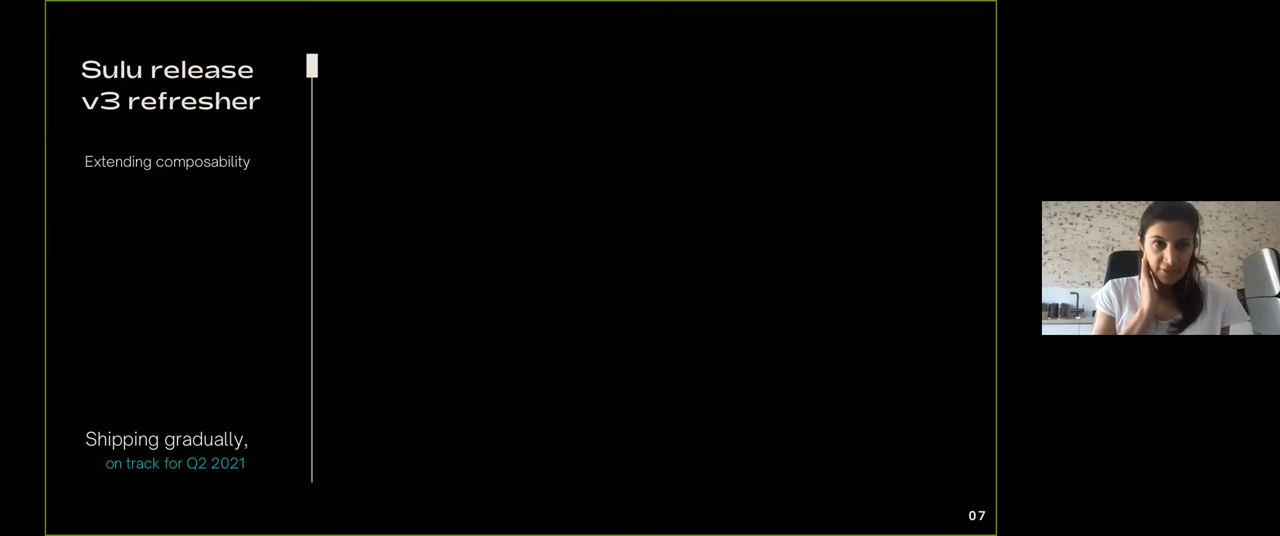 Sulu release
v3 refresher
Extending composability
Shipping gradually,
on track for Q2 2021
07